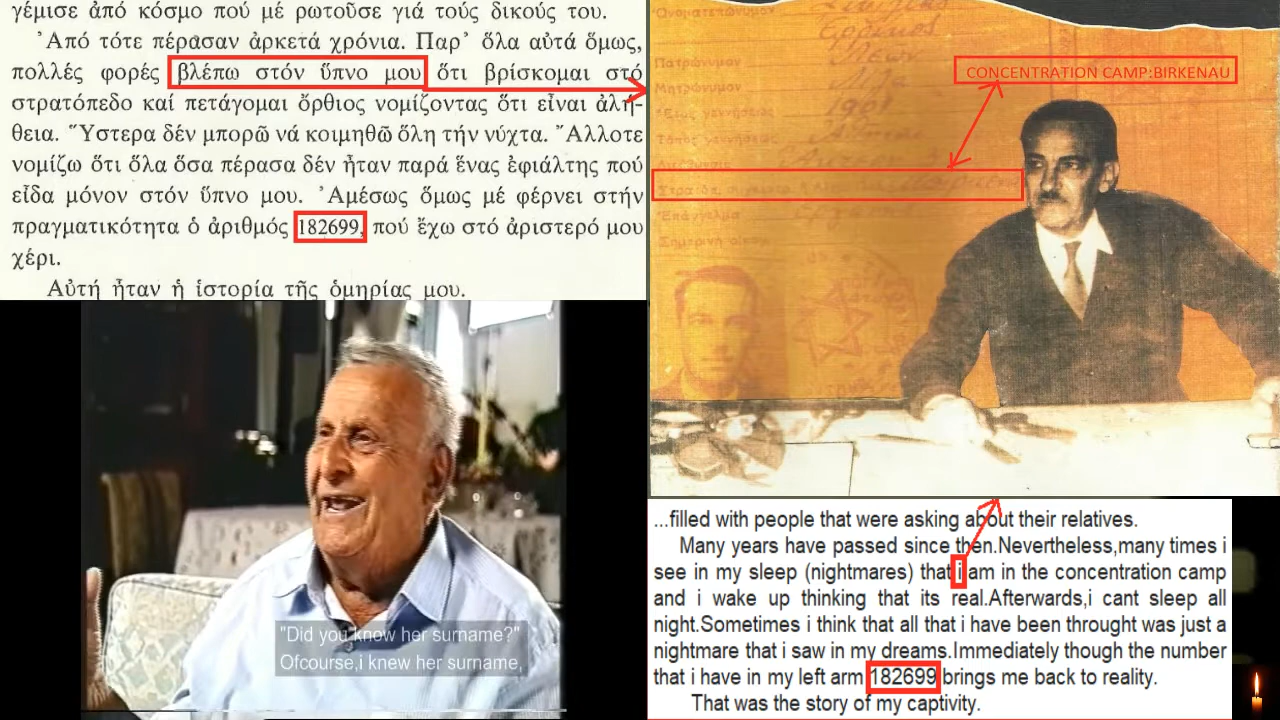 γέμισε ἀπό κόσμο πού μέ ρωτοῦσε γιά τούς δικούς του.
Ἀπό τότε πέρασαν ἀρκετά χρόνια. Παρ' ὅλα αὐτά ὅμως,
πολλές φορές βλέπω στόν ὕπνο μου ὅτι βρίσκομαι στό
στρατόπεδο καί πετάγομαι ὄρθιος νομίζοντας ὅτι εἶναι ἀλή-
θεια. Ὕστερα δέν μπορῶ νά κοιμηθῶ ὅλη τήν νύχτα. Ἄλλοτε
νομίζω ὅτι ὅλα ὅσα πέρασα δέν ἦταν παρά ἕνας ἐφιάλτης πού
εἶδα μόνον στόν ὕπνο μου. Ἀμέσως ὅμως μέ φέρνει στήν
πραγματικότητα ὁ ἀριθμός 182699, πού ἔχω στό ἀριστερό μου
χέρι.
Αὐτή ἦταν ἡ ἱστορία τῆς ὁμηρίας μου.
Ὀνοματεπώνυμον
Πατρώνυμον
Μητρώνυμον
Ἔτος γεννήσεως
Τόπος γεννήσεως
Ἐπάγγελμα
CONCENTRATION CAMP:BIRKENAU
"Did you know her surname?"
Ofcourse,i knew her surname,
...filled with people that were asking about their relatives.
Many years have passed since then.Nevertheless,many times i
see in my sleep (nightmares) that i am in the concentration camp
and i wake up thinking that its real.Afterwards,i cant sleep all
night.Sometimes i think that all that i have been throught was just a
nightmare that i saw in my dreams.Immediately though the number
that i have in my left arm 182699 brings me back to reality.
That was the story of my captivity.